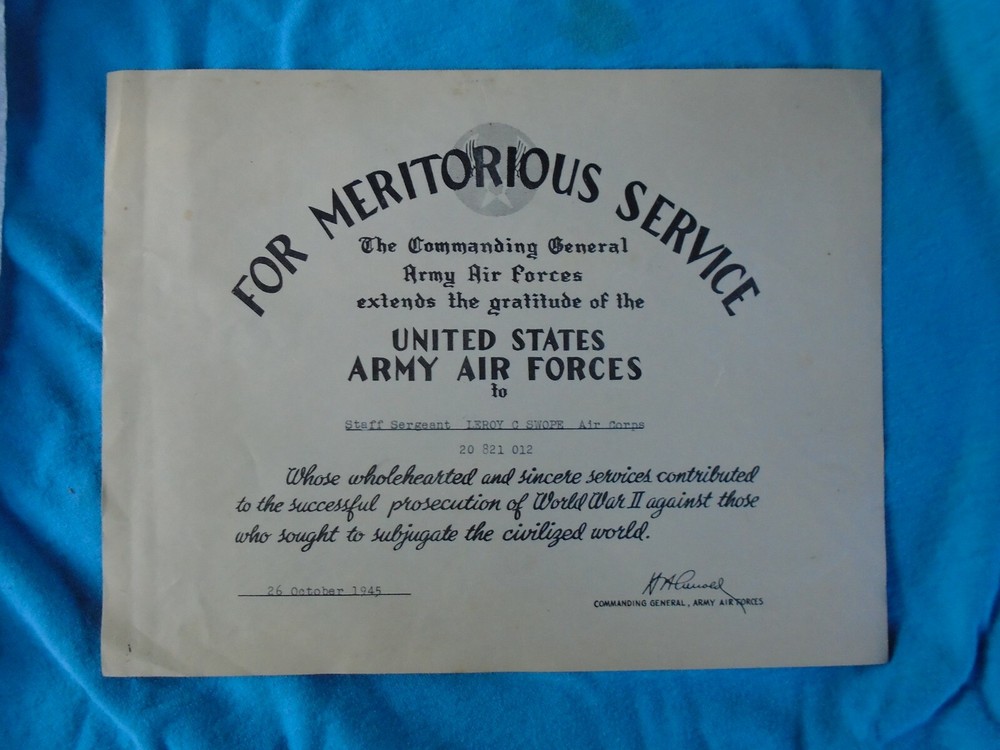 FOR MERITORIOUS SERVICE
The Commanding General
Army Air Forces
extends the gratitude of the
UNITED STATES
ARMY AIR FORCES
to
Staff Sergeant LEROY C SWOPE Air Corps
20 821 012
Whose wholehearted and sincere services contributed
to the successful prosecution of World War II against those
who sought to subjugate the civilized world.
26 October 1945
H H Arnold
COMMANDING GENERAL, ARMY AIR FORCES